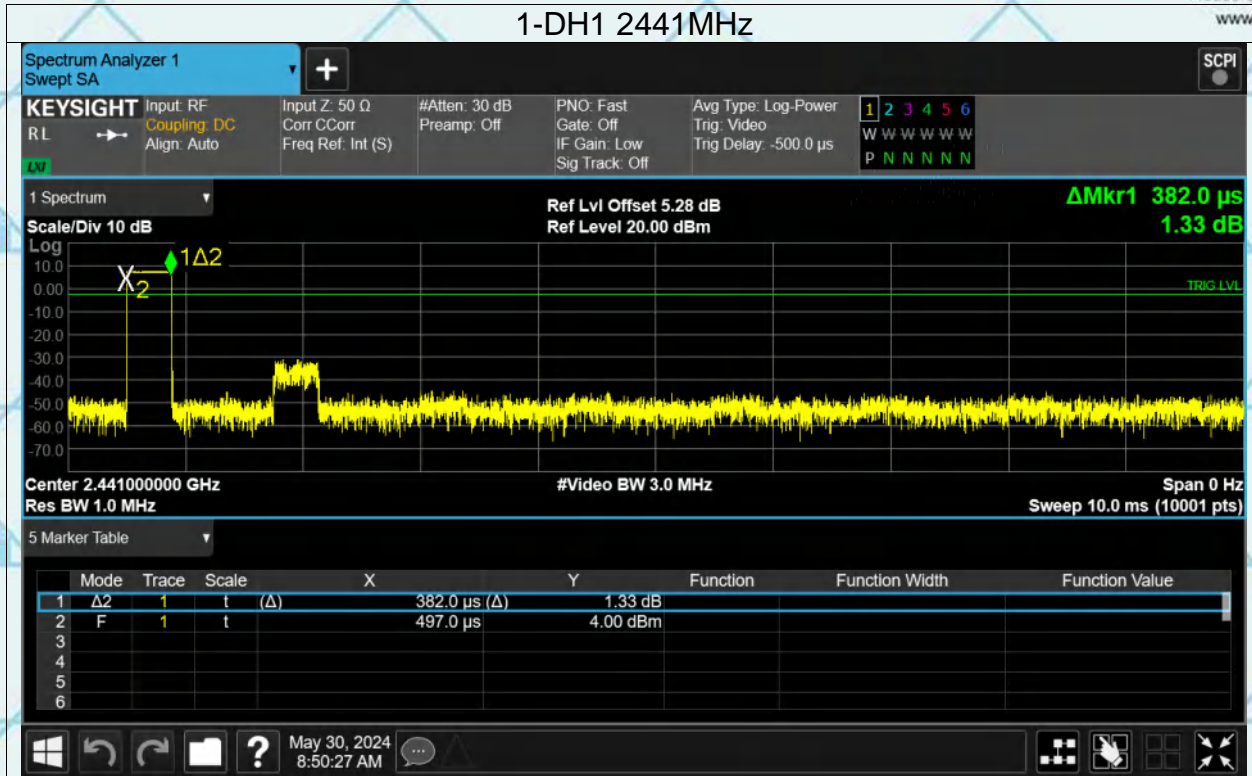 www
1-DH1 2441MHz
Spectrum Analyzer 1
Swept SA
+
SCPI
KEYSIGHT
RL
LXI
Input: RF
Coupling: DC
Align: Auto
Input Z: 50 Ω
Corr CCorr
Freq Ref: Int (S)
#Atten: 30 dB
Preamp: Off
PNO: Fast
Gate: Off
IF Gain: Low
Sig Track: Off
Avg Type: Log-Power
Trig: Video
Trig Delay: -500.0 µs
1 2 3 4 5 6
W W W W W W
P N N N N N
1 Spectrum
Scale/Div 10 dB
Ref Lvl Offset 5.28 dB
Ref Level 20.00 dBm
ΔMkr1 382.0 µs
1.33 dB
Log
10.0
0.00
-10.0
-20.0
-30.0
-40.0
-50.0
-60.0
-70.0
X
2
1Δ2
TRIG LVL
Center 2.441000000 GHz
Res BW 1.0 MHz
#Video BW 3.0 MHz
Span 0 Hz
Sweep 10.0 ms (10001 pts)
5 Marker Table
Mode Trace Scale X Y Function Function Width Function Value
1 Δ2 1 t (Δ) 382.0 µs (Δ) 1.33 dB
2 F 1 t 497.0 µs 4.00 dBm
3
4
5
6
?
May 30, 2024
8:50:27 AM